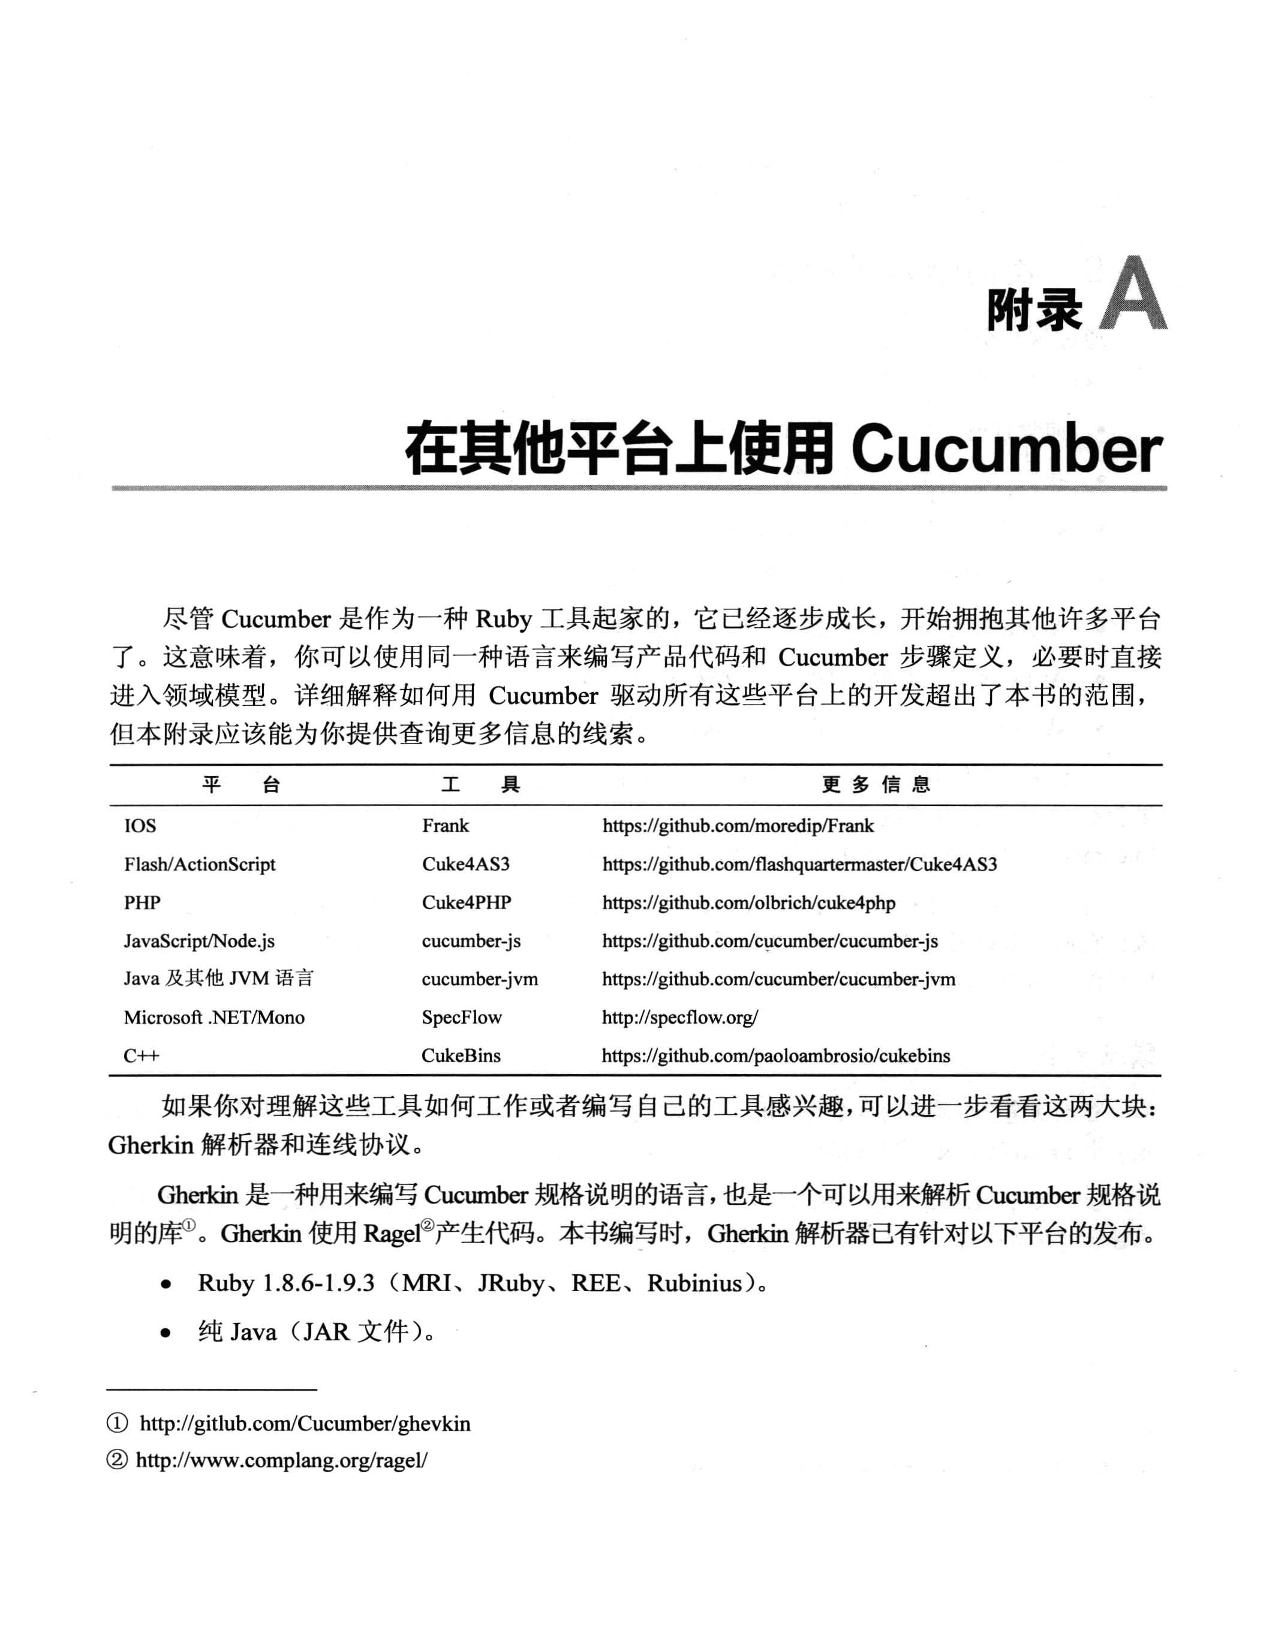 附录 A
在其他平台上使用 Cucumber
尽管 Cucumber 是作为一种 Ruby 工具起家的，它已经逐步成长，开始拥抱其他许多平台
了。这意味着，你可以使用同一种语言来编写产品代码和 Cucumber 步骤定义，必要时直接
进入领域模型。详细解释如何用 Cucumber 驱动所有这些平台上的开发超出了本书的范围，
但本附录应该能为你提供查询更多信息的线索。
平 台 工 具 更多信息
IOS Frank https://github.com/moredip/Frank
Flash/ActionScript Cuke4AS3 https://github.com/flashquartermaster/Cuke4AS3
PHP Cuke4PHP https://github.com/olbrich/cuke4php
JavaScript/Node.js cucumber-js https://github.com/cucumber/cucumber-js
Java 及其他 JVM 语言 cucumber-jvm https://github.com/cucumber/cucumber-jvm
Microsoft .NET/Mono SpecFlow http://specflow.org/
C++ CukeBins https://github.com/paoloambrosio/cukebins
如果你对理解这些工具如何工作或者编写自己的工具感兴趣，可以进一步看看这两大块：
Gherkin 解析器和连线协议。
Gherkin 是一种用来编写 Cucumber 规格说明的语言，也是一个可以用来解析 Cucumber 规格说
明的库①。Gherkin 使用 Ragel②产生代码。本书编写时，Gherkin 解析器已有针对以下平台的发布。
• Ruby 1.8.6-1.9.3（MRI、JRuby、REE、Rubinius）。
• 纯 Java（JAR 文件）。
① http://gitlub.com/Cucumber/ghevkin
② http://www.complang.org/ragel/